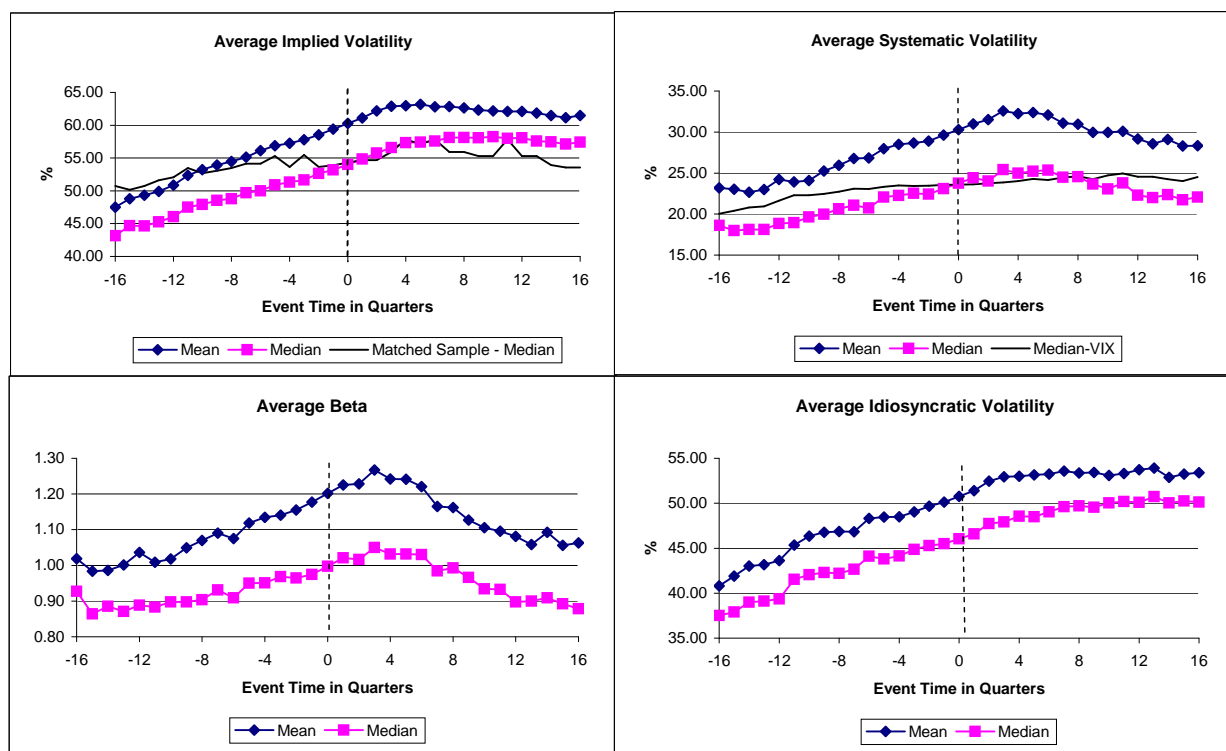 Average Implied Volatility
65.00
60.00
55.00
50.00
45.00
40.00
%
-16 -12 -8 -4 0 4 8 12 16
Event Time in Quarters
Mean Median Matched Sample - Median
Average Systematic Volatility
35.00
30.00
25.00
20.00
15.00
%
-16 -12 -8 -4 0 4 8 12 16
Event Time in Quarters
Mean Median Median-VIX
Average Beta
1.30
1.20
1.10
1.00
0.90
0.80
-16 -12 -8 -4 0 4 8 12 16
Event Time in Quarters
Mean Median
Average Idiosyncratic Volatility
55.00
50.00
45.00
40.00
35.00
%
-16 -12 -8 -4 0 4 8 12 16
Event Time in Quarters
Mean Median